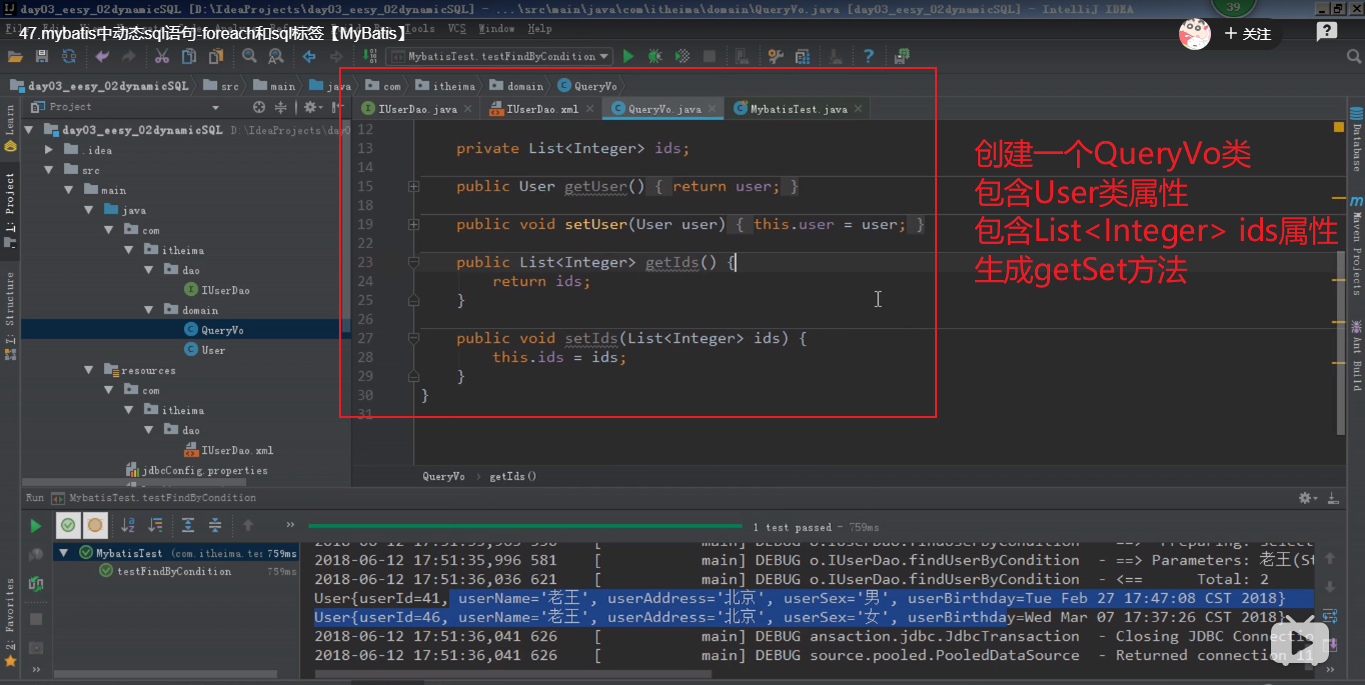 day03_eesy_02dynamicSQL [D:\IdeaProjects\day03_eesy_02dynamicSQL] - ...\src\main\java\com\itheima\domain\QueryVo.java [day03_eesy_02dynamicSQL] - IntelliJ IDEA
39
47.mybatis中动态sql语句-foreach和sql标签【MyBatis】
Tools VCS Window Help
+ 关注
MybatisTest.testFindByCondition
day03_eesy_02dynamicSQL src main java com itheima domain QueryVo
Project
IUserDao.java × IUserDao.xml × QueryVo.java × MybatisTest.java ×
day03_eesy_02dynamicSQL D:\IdeaProjects\day0
.idea
src
main
java
com
itheima
dao
IUserDao
domain
QueryVo
User
resources
com
itheima
dao
IUserDao.xml
jdbcConfig.properties
Learn
1: Project
7: Structure
2: Favorites
12
13 private List<Integer> ids;
14
15 public User getUser() { return user; }
18
19 public void setUser(User user) { this.user = user; }
22
23 public List<Integer> getIds() {
24 return ids;
25 }
26
27 public void setIds(List<Integer> ids) {
28 this.ids = ids;
29 }
30 }
31
创建一个QueryVo类
包含User类属性
包含List<Integer> ids属性
生成getSet方法
Database
Maven Projects
Ant Build
QueryVo › getIds()
Run MybatisTest.testFindByCondition
1 test passed - 759ms
MybatisTest (com.itheima.te: 759ms
testFindByCondition 759ms
main] DEBUG o.IUserDao.findUserByCondition - ==> Preparing: select
2018-06-12 17:51:35,996 581 [ main] DEBUG o.IUserDao.findUserByCondition - ==> Parameters: 老王(St
2018-06-12 17:51:36,036 621 [ main] DEBUG o.IUserDao.findUserByCondition - <== Total: 2
User{userId=41, userName='老王', userAddress='北京', userSex='男', userBirthday=Tue Feb 27 17:47:08 CST 2018}
User{userId=46, userName='老王', userAddress='北京', userSex='女', userBirthday=Wed Mar 07 17:37:26 CST 2018}
2018-06-12 17:51:36,041 626 [ main] DEBUG ansaction.jdbc.JdbcTransaction - Closing JDBC Connectio
2018-06-12 17:51:36,041 626 [ main] DEBUG source.pooled.PooledDataSource - Returned connection 11